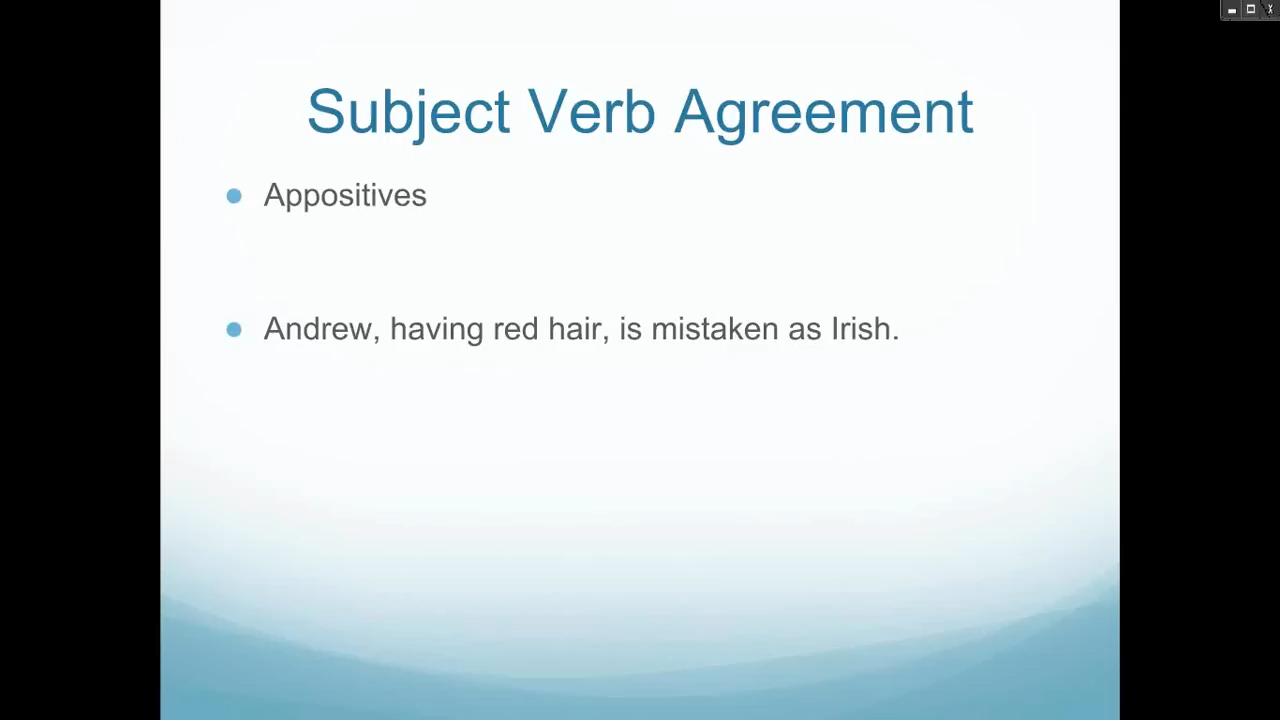 Subject Verb Agreement
Appositives
Andrew, having red hair, is mistaken as Irish.